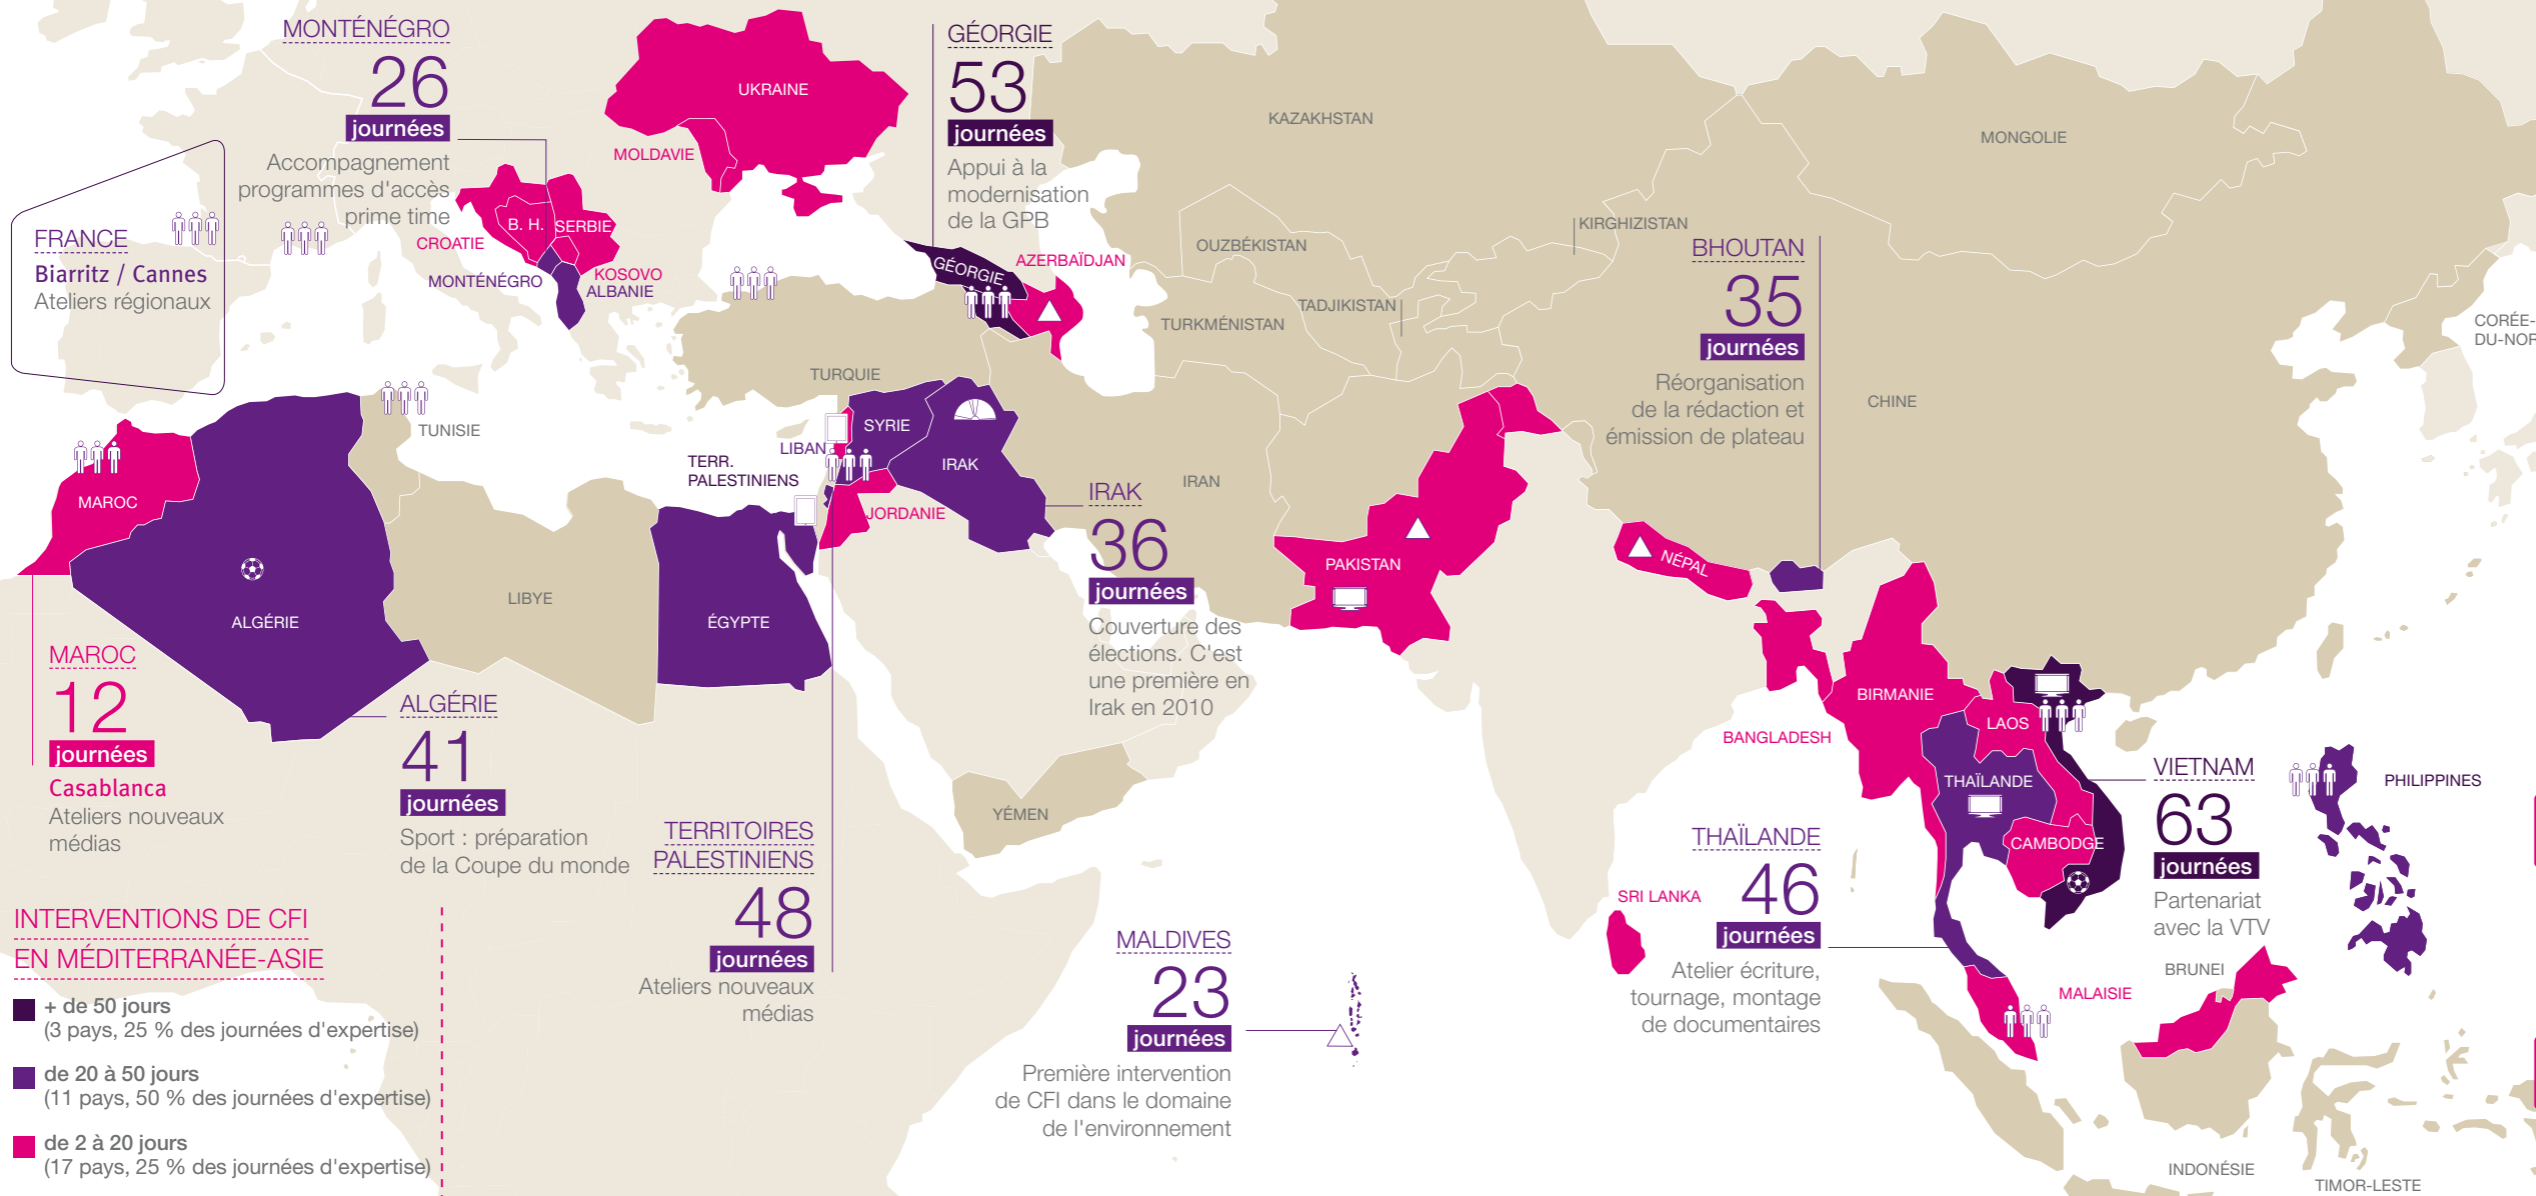 MONTÉNÉGRO
26
journées
Accompagnement
programmes d'accès
prime time
GÉORGIE
53
journées
Appui à la
modernisation
de la GPB
FRANCE
Biarritz / Cannes
Ateliers régionaux
UKRAINE
MOLDAVIE
CROATIE
B. H.
SERBIE
MONTÉNÉGRO
KOSOVO
ALBANIE
GÉORGIE
AZERBAÏDJAN
KAZAKHSTAN
MONGOLIE
OUZBÉKISTAN
KIRGHIZISTAN
TURKMÉNISTAN
TADJIKISTAN
CHINE
CORÉE-
DU-NOR
BHOUTAN
35
journées
Réorganisation
de la rédaction et
émission de plateau
TURQUIE
TUNISIE
SYRIE
LIBAN
TERR.
PALESTINIENS
IRAK
JORDANIE
IRAN
MAROC
ALGÉRIE
LIBYE
ÉGYPTE
IRAK
36
journées
Couverture des
élections. C'est
une première en
Irak en 2010
PAKISTAN
NÉPAL
MAROC
12
journées
Casablanca
Ateliers nouveaux
médias
ALGÉRIE
41
journées
Sport : préparation
de la Coupe du monde
TERRITOIRES
PALESTINIENS
48
journées
Ateliers nouveaux
médias
YÉMEN
BANGLADESH
BIRMANIE
LAOS
THAÏLANDE
CAMBODGE
VIETNAM
63
journées
Partenariat
avec la VTV
PHILIPPINES
SRI LANKA
THAÏLANDE
46
journées
Atelier écriture,
tournage, montage
de documentaires
MALDIVES
23
journées
Première intervention
de CFI dans le domaine
de l'environnement
BRUNEI
MALAISIE
INDONÉSIE
TIMOR-LESTE
INTERVENTIONS DE CFI
EN MÉDITERRANÉE-ASIE
+ de 50 jours
(3 pays, 25 % des journées d'expertise)
de 20 à 50 jours
(11 pays, 50 % des journées d'expertise)
de 2 à 20 jours
(17 pays, 25 % des journées d'expertise)